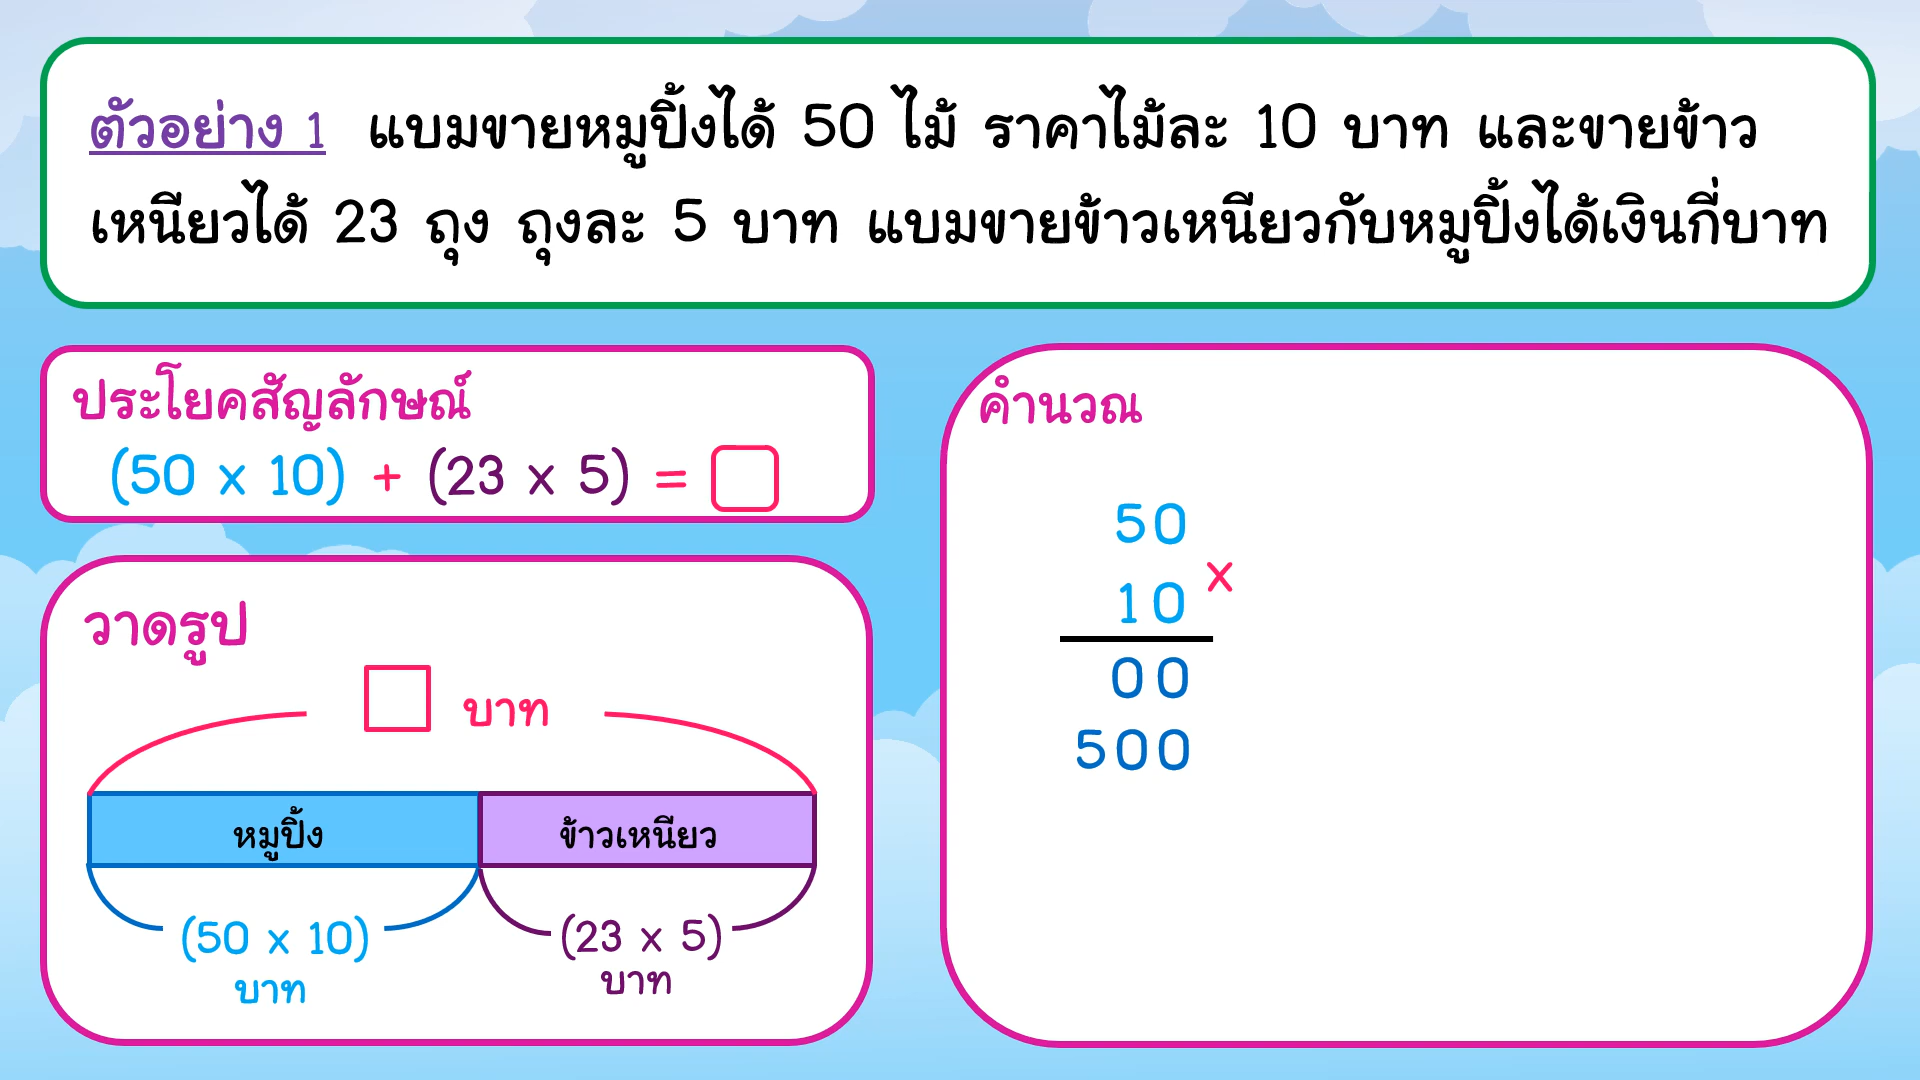 ตัวอย่าง 1 แบมขายหมูปิ้งได้ 50 ไม้ ราคาไม้ละ 10 บาท และขายข้าว
เหนียวได้ 23 ถุง ถุงละ 5 บาท แบมขายข้าวเหนียวกับหมูปิ้งได้เงินกี่บาท
ประโยคสัญลักษณ์
(50 x 10) + (23 x 5) =
วาดรูป
บาท
หมูปิ้ง ข้าวเหนียว
(50 x 10) (23 x 5)
บาท บาท
คำนวณ
50
x
10
00
500